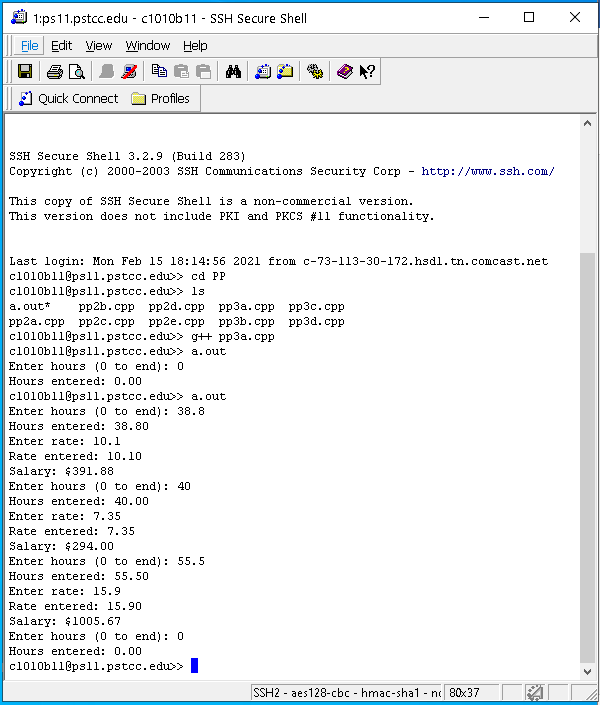 1:ps11.pstcc.edu - c1010b11 - SSH Secure Shell
File Edit View Window Help
Quick Connect Profiles
SSH Secure Shell 3.2.9 (Build 283)
Copyright (c) 2000-2003 SSH Communications Security Corp - http://www.ssh.com/
This copy of SSH Secure Shell is a non-commercial version.
This version does not include PKI and PKCS #11 functionality.
Last login: Mon Feb 15 18:14:56 2021 from c-73-113-30-172.hsd1.tn.comcast.net
c1010b11@ps11.pstcc.edu>> cd PP
c1010b11@ps11.pstcc.edu>> ls
a.out* pp2b.cpp pp2d.cpp pp3a.cpp pp3c.cpp
pp2a.cpp pp2c.cpp pp2e.cpp pp3b.cpp pp3d.cpp
c1010b11@ps11.pstcc.edu>> g++ pp3a.cpp
c1010b11@ps11.pstcc.edu>> a.out
Enter hours (0 to end): 0
Hours entered: 0.00
c1010b11@ps11.pstcc.edu>> a.out
Enter hours (0 to end): 38.8
Hours entered: 38.80
Enter rate: 10.1
Rate entered: 10.10
Salary: $391.88
Enter hours (0 to end): 40
Hours entered: 40.00
Enter rate: 7.35
Rate entered: 7.35
Salary: $294.00
Enter hours (0 to end): 55.5
Hours entered: 55.50
Enter rate: 15.9
Rate entered: 15.90
Salary: $1005.67
Enter hours (0 to end): 0
Hours entered: 0.00
c1010b11@ps11.pstcc.edu>>
SSH2 - aes128-cbc - hmac-sha1 - 80x37